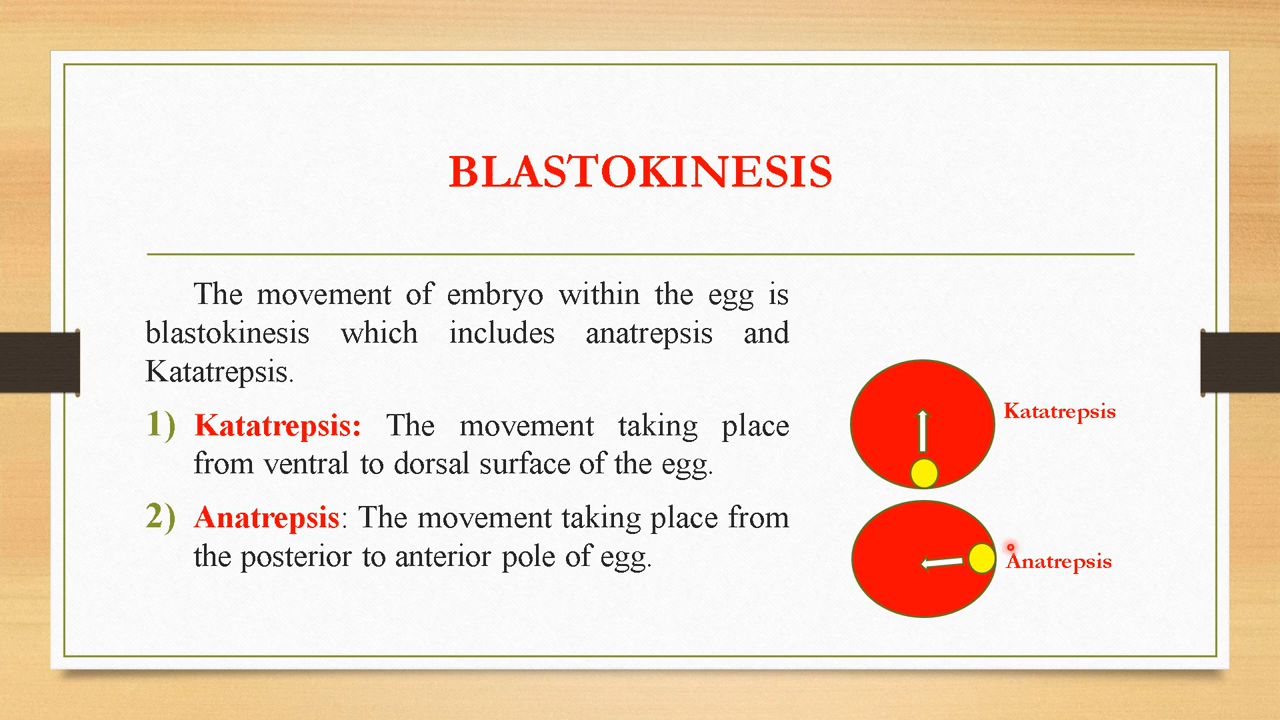 BLASTOKINESIS
The movement of embryo within the egg is
blastokinesis which includes anatrepsis and
Katatrepsis.
1) Katatrepsis: The movement taking place
from ventral to dorsal surface of the egg.
2) Anatrepsis: The movement taking place from
the posterior to anterior pole of egg.
Katatrepsis
Anatrepsis